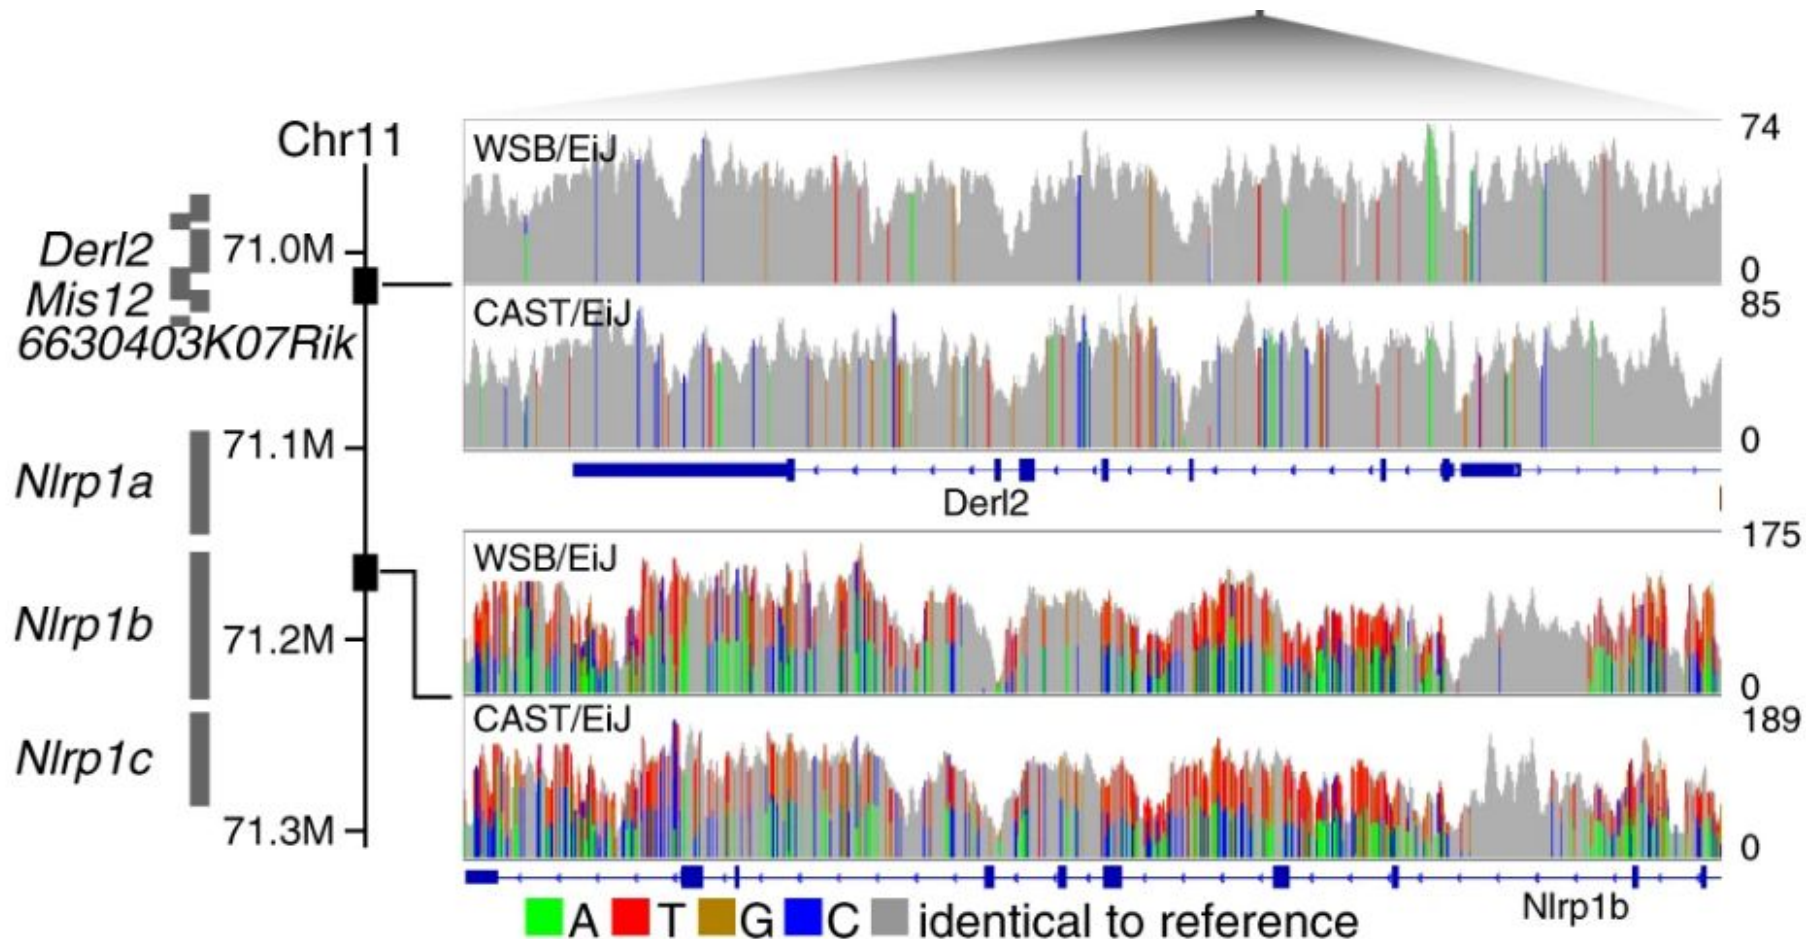 Chr11
Derl2
Mis12
6630403K07Rik
Nlrp1a
Nlrp1b
Nlrp1c
71.0M
71.1M
71.2M
71.3M
WSB/EiJ
74
0
CAST/EiJ
85
0
Derl2
WSB/EiJ
175
0
CAST/EiJ
189
0
Nlrp1b
A T G C identical to reference